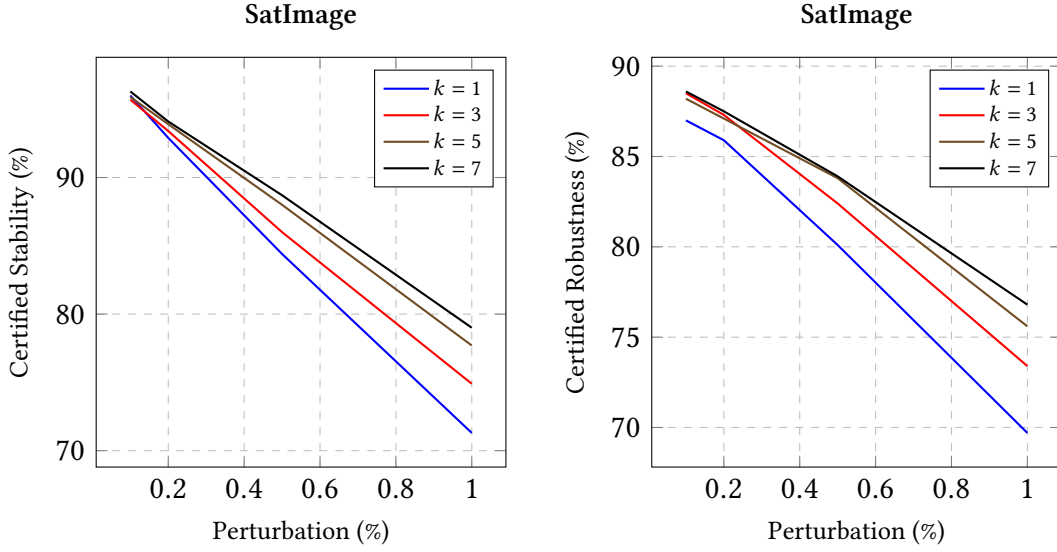 SatImage
Certified Stability (%)
90
80
70
k = 1
k = 3
k = 5
k = 7
0.2 0.4 0.6 0.8 1
Perturbation (%)
SatImage
Certified Robustness (%)
90
85
80
75
70
k = 1
k = 3
k = 5
k = 7
0.2 0.4 0.6 0.8 1
Perturbation (%)